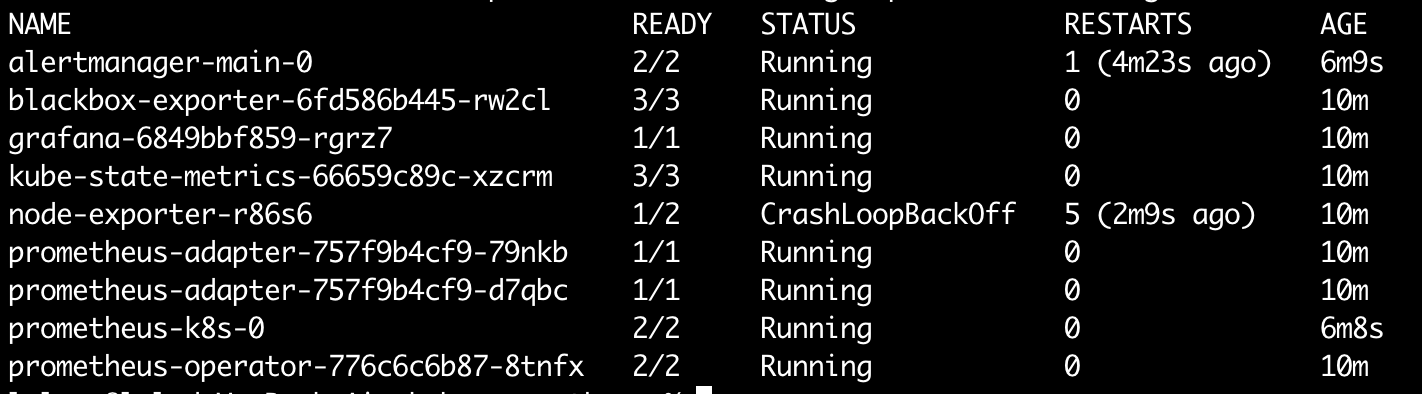 NAME READY STATUS RESTARTS AGE
alertmanager-main-0 2/2 Running 1 (4m23s ago) 6m9s
blackbox-exporter-6fd586b445-rw2cl 3/3 Running 0 10m
grafana-6849bbf859-rgrz7 1/1 Running 0 10m
kube-state-metrics-66659c89c-xzcrm 3/3 Running 0 10m
node-exporter-r86s6 1/2 CrashLoopBackOff 5 (2m9s ago) 10m
prometheus-adapter-757f9b4cf9-79nkb 1/1 Running 0 10m
prometheus-adapter-757f9b4cf9-d7qbc 1/1 Running 0 10m
prometheus-k8s-0 2/2 Running 0 6m8s
prometheus-operator-776c6c6b87-8tnfx 2/2 Running 0 10m